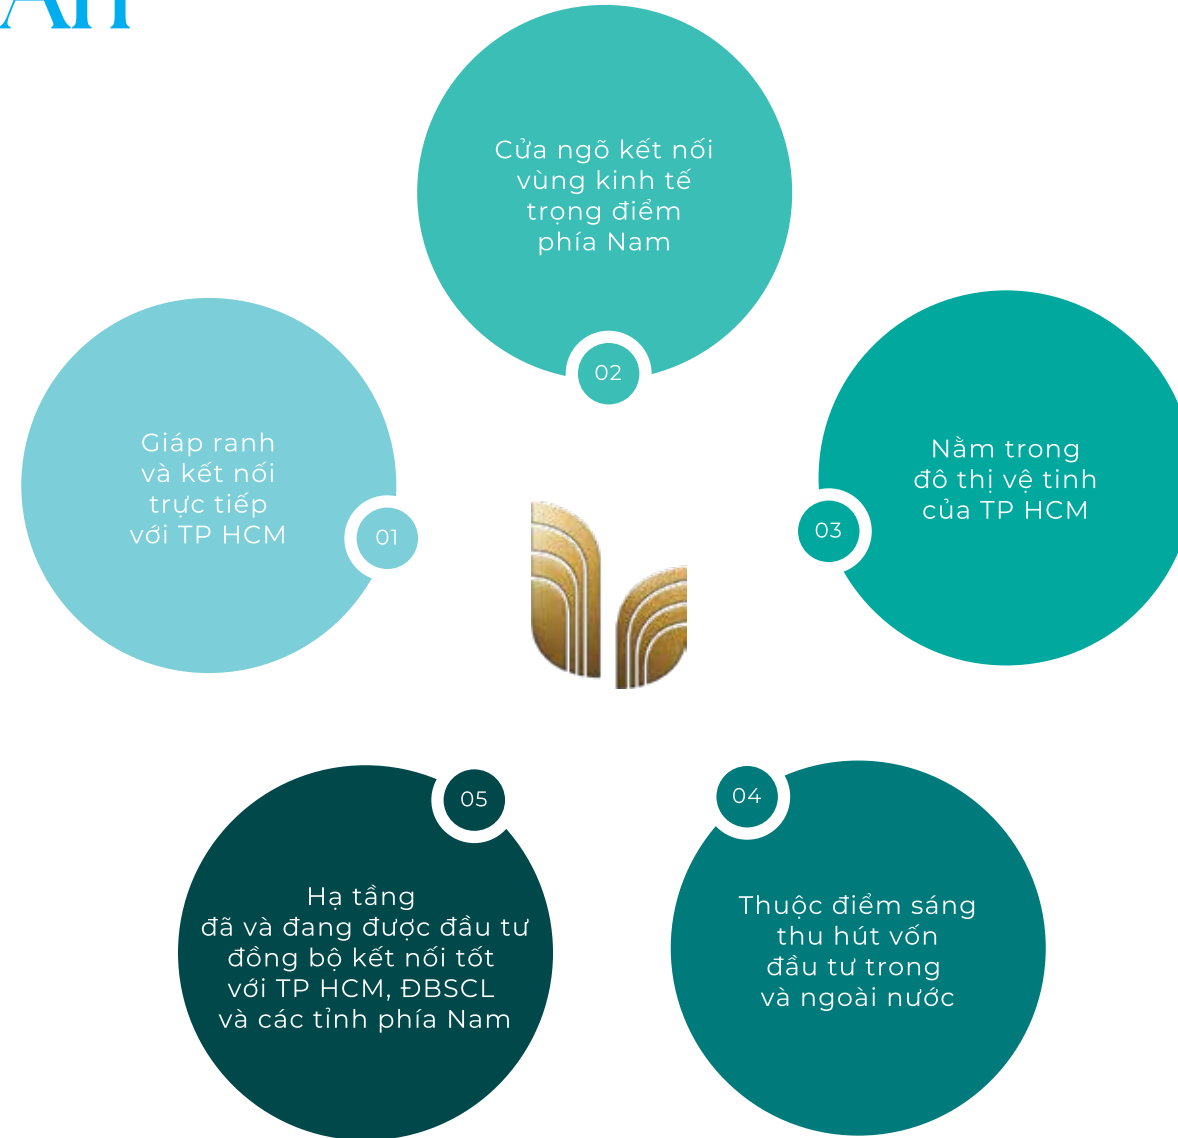 An
Cửa ngõ kết nối
vùng kinh tế
trọng điểm
phía Nam
02
Giáp ranh
và kết nối
trực tiếp
với TP HCM
01
Nằm trong
đô thị vệ tinh
của TP HCM
03
05
Hạ tầng
đã và đang được đầu tư
đồng bộ kết nối tốt
với TP HCM, ĐBSCL
và các tỉnh phía Nam
04
Thuộc điểm sáng
thu hút vốn
đầu tư trong
và ngoài nước